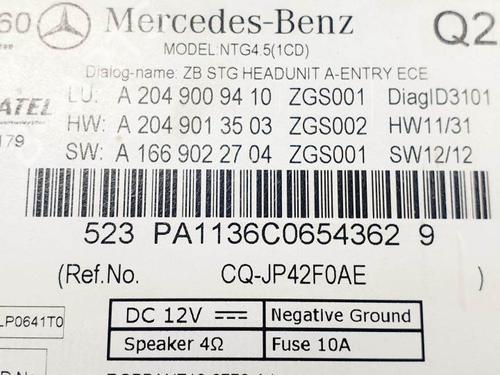 60 Mercedes-Benz Q2
MODEL:NTG4.5(1CD)
Dialog-name: ZB STG HEADUNIT A-ENTRY ECE
LU: A 204 900 94 10 ZGS001 DiagID3101
ATEL HW: A 204 901 35 03 ZGS002 HW11/31
179 SW: A 166 902 27 04 ZGS001 SW12/12
523 PA1136C0654362 9
(Ref.No. CQ-JP42F0AE )
LP0641T0
DC 12V Negative Ground
Speaker 4Ω Fuse 10A